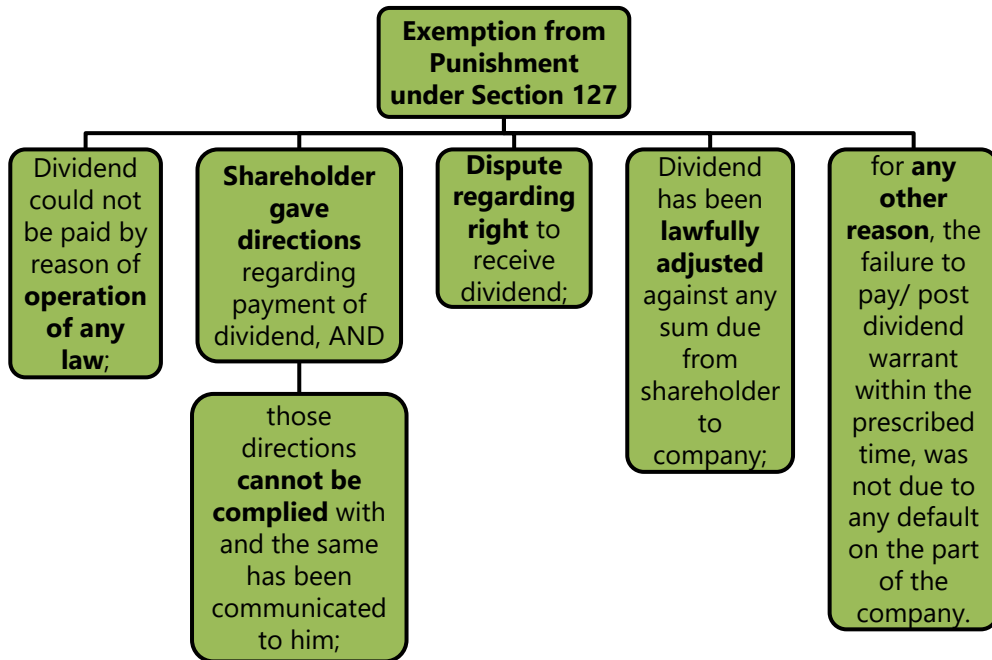 Exemption from
Punishment
under Section 127
Dividend
could not
be paid by
reason of
operation
of any
law;
Shareholder
gave
directions
regarding
payment of
dividend, AND
those
directions
cannot be
complied with
and the same
has been
communicated
to him;
Dispute
regarding
right to
receive
dividend;
Dividend
has been
lawfully
adjusted
against any
sum due
from
shareholder
to
company;
for any
other
reason, the
failure to
pay/ post
dividend
warrant
within the
prescribed
time, was
not due to
any default
on the part
of the
company.